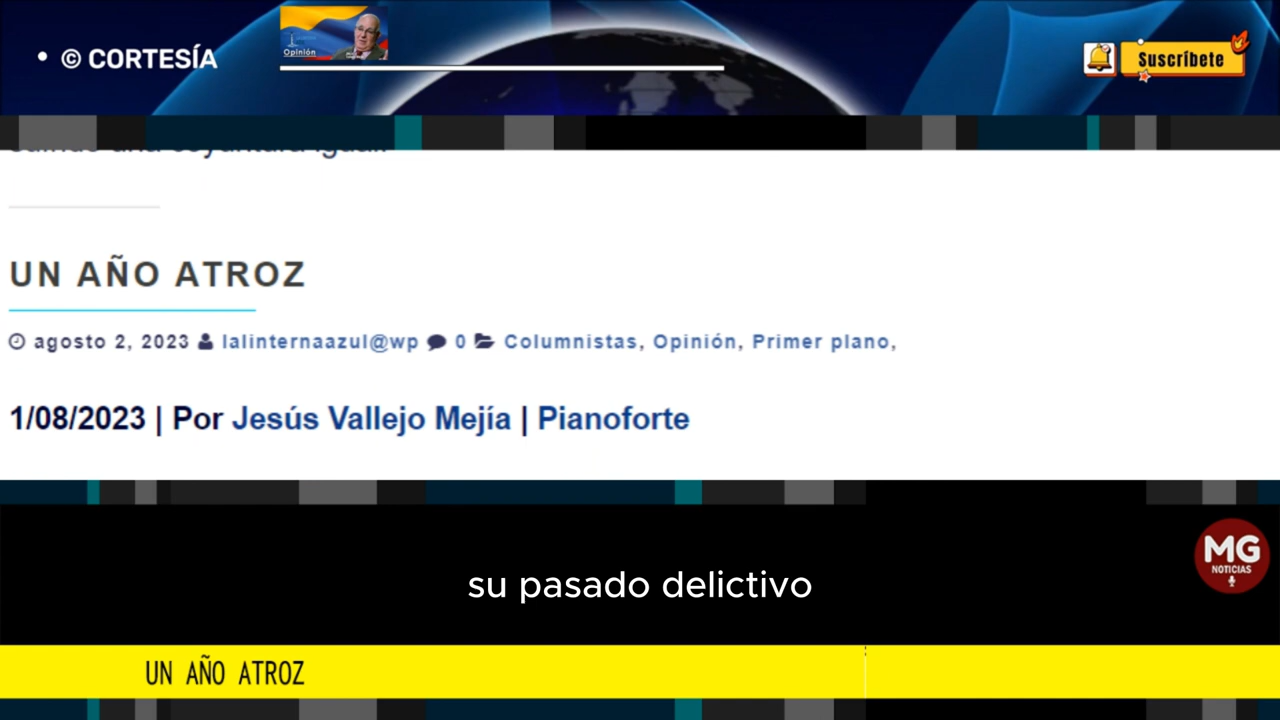 • © CORTESÍA
Opinión
Suscríbete
UN AÑO ATROZ
agosto 2, 2023 lalinternaazul@wp 0 Columnistas, Opinión, Primer plano,
1/08/2023 | Por Jesús Vallejo Mejía | Pianoforte
MG
NOTICIAS
su pasado delictivo
UN AÑO ATROZ